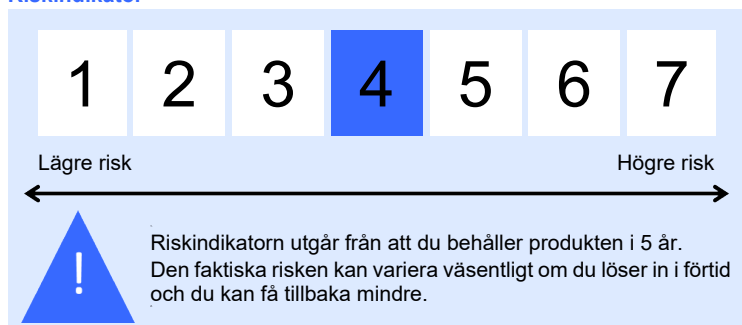 Riskindikator
1 2 3 4 5 6 7
Lägre risk Högre risk
!
Riskindikatorn utgår från att du behåller produkten i 5 år.
Den faktiska risken kan variera väsentligt om du löser in i förtid
och du kan få tillbaka mindre.